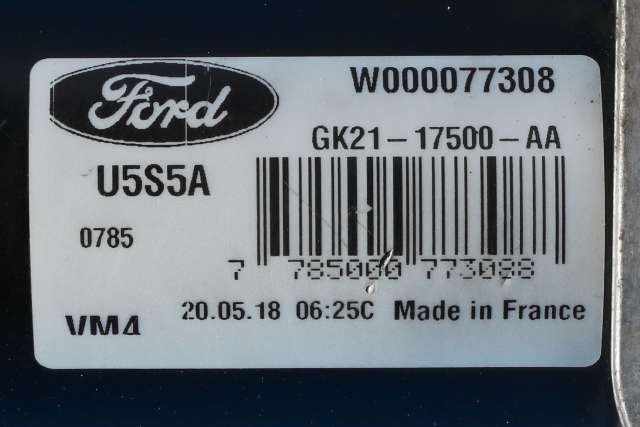 Ford
W000077308
GK21-17500-AA
U5S5A
0785
7 785000 773088
VM4 20.05.18 06:25C Made in France